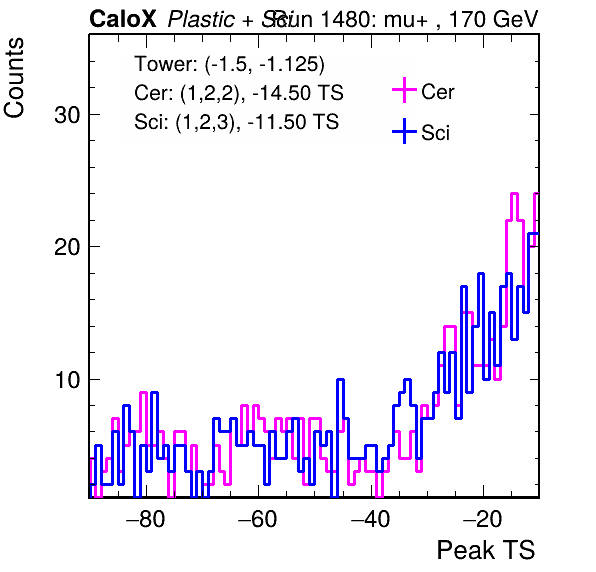 CaloX Plastic + Sci Run 1480: mu+ , 170 GeV
Counts
Tower: (-1.5, -1.125)
Cer: (1,2,2), -14.50 TS
Sci: (1,2,3), -11.50 TS
Cer
Sci
30
20
10
−80 −60 −40 −20
Peak TS